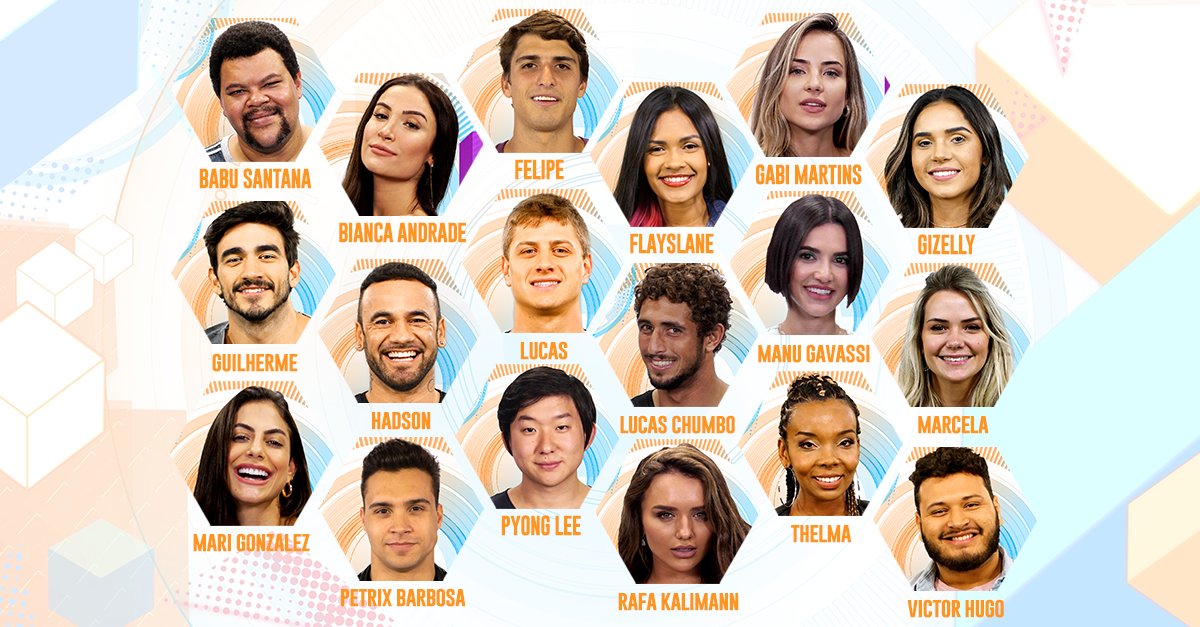 BABU SANTANA
BIANCA ANDRADE
FELIPE
FLAYSLANE
GABI MARTINS
GIZELLY
GUILHERME
HADSON
LUCAS
LUCAS CHUMBO
MANU GAVASSI
MARCELA
MARI GONZALEZ
PETRIX BARBOSA
PYONG LEE
RAFA KALIMANN
THELMA
VICTOR HUGO